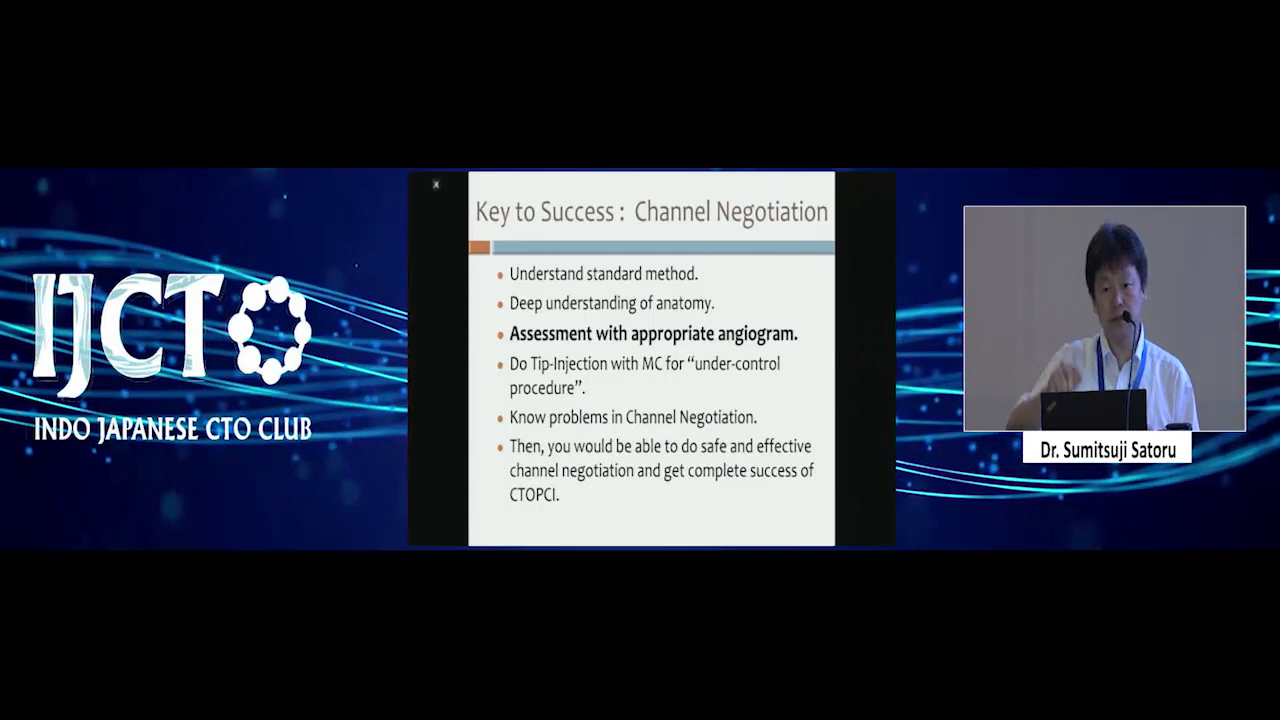 IJCTO
INDO JAPANESE CTO CLUB
x
Key to Success : Channel Negotiation
• Understand standard method.
• Deep understanding of anatomy.
• Assessment with appropriate angiogram.
• Do Tip-Injection with MC for “under-control
procedure”.
• Know problems in Channel Negotiation.
• Then, you would be able to do safe and effective
channel negotiation and get complete success of
CTOPCI.
Dr. Sumitsuji Satoru